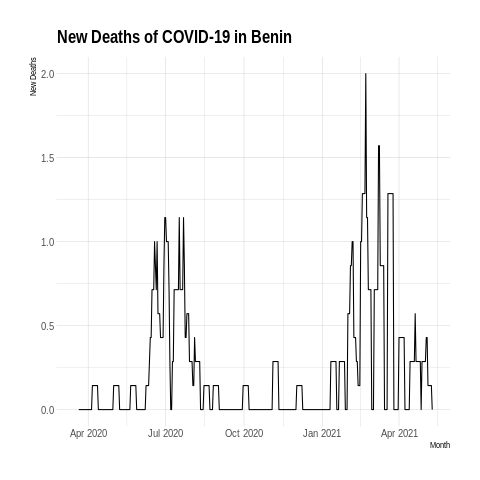 New Deaths of COVID-19 in Benin
New Deaths
2.0
1.5
1.0
0.5
0.0
Apr 2020 Jul 2020 Oct 2020 Jan 2021 Apr 2021
Month